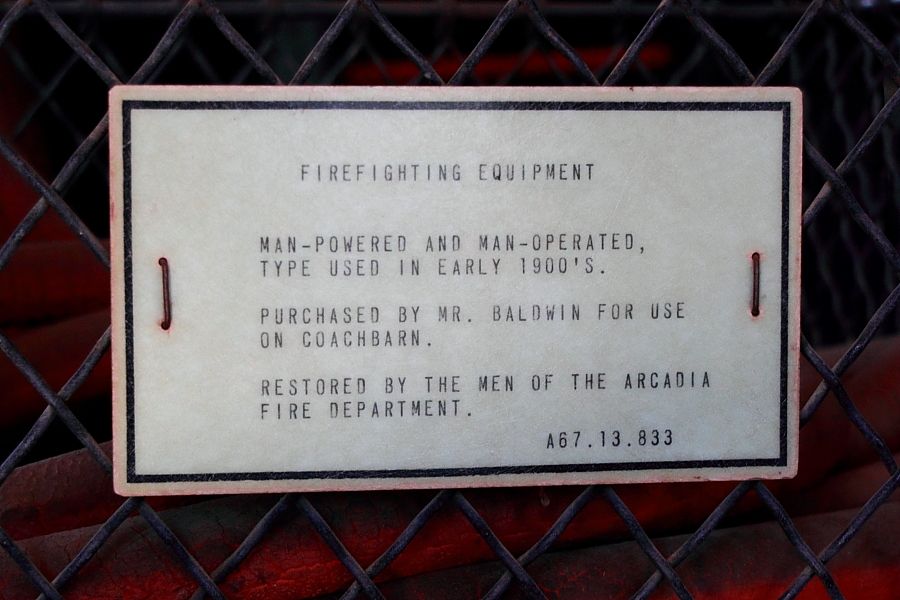 FIREFIGHTING EQUIPMENT
MAN-POWERED AND MAN-OPERATED,
TYPE USED IN EARLY 1900'S.
PURCHASED BY MR. BALDWIN FOR USE
ON COACHBARN.
RESTORED BY THE MEN OF THE ARCADIA
FIRE DEPARTMENT.
A67.13.833